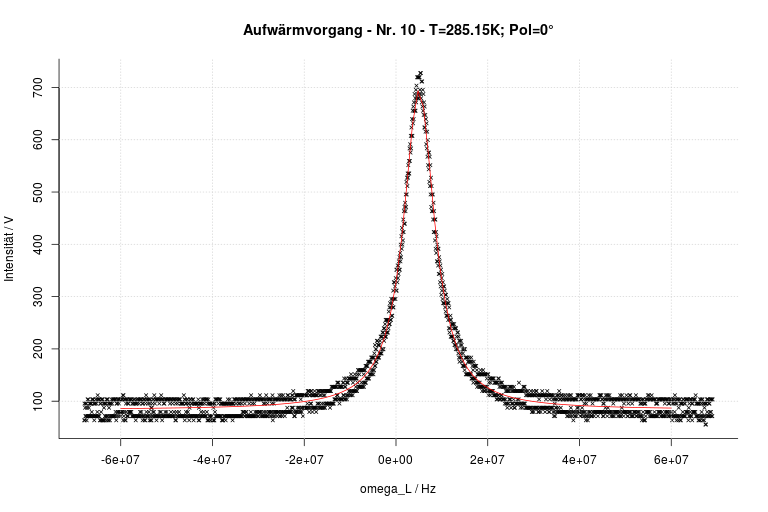 Aufwärmvorgang - Nr. 10 - T=285.15K; Pol=0°
Intensität / V
700
600
500
400
300
200
100
-6e+07 -4e+07 -2e+07 0e+00 2e+07 4e+07 6e+07
omega_L / Hz